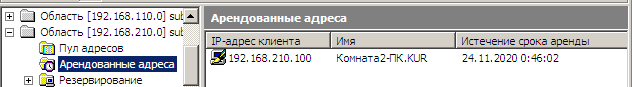 Область [192.168.110.0] sub
Область [192.168.210.0] sub
Пул адресов
Арендованные адреса
Резервирование
Арендованные адреса
IP-адрес клиента Имя Истечение срока аренды
192.168.210.100 Комната2-ПК.KUR 24.11.2020 0:46:02